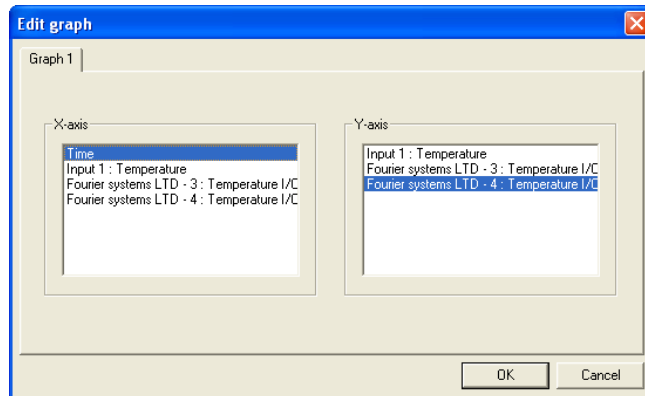 Edit graph
Graph 1
X-axis
Time
Input 1 : Temperature
Fourier systems LTD - 3 : Temperature I/C
Fourier systems LTD - 4 : Temperature I/C
Y-axis
Input 1 : Temperature
Fourier systems LTD - 3 : Temperature I/C
Fourier systems LTD - 4 : Temperature I/C
OK
Cancel